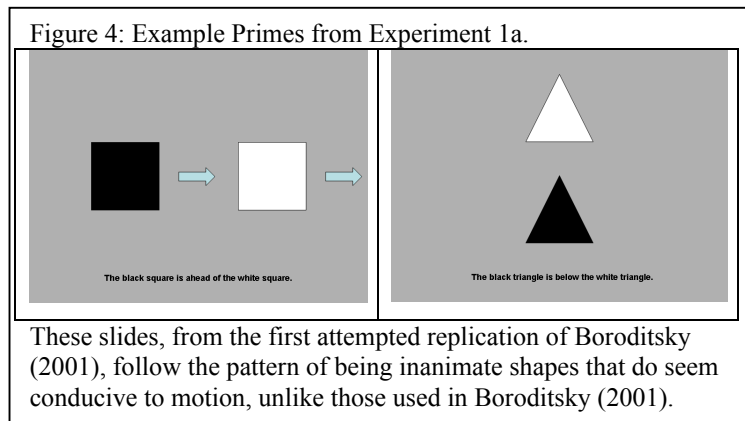 Figure 4: Example Primes from Experiment 1a.
The black square is ahead of the white square.
The black triangle is below the white triangle.
These slides, from the first attempted replication of Boroditsky
(2001), follow the pattern of being inanimate shapes that do seem
conducive to motion, unlike those used in Boroditsky (2001).